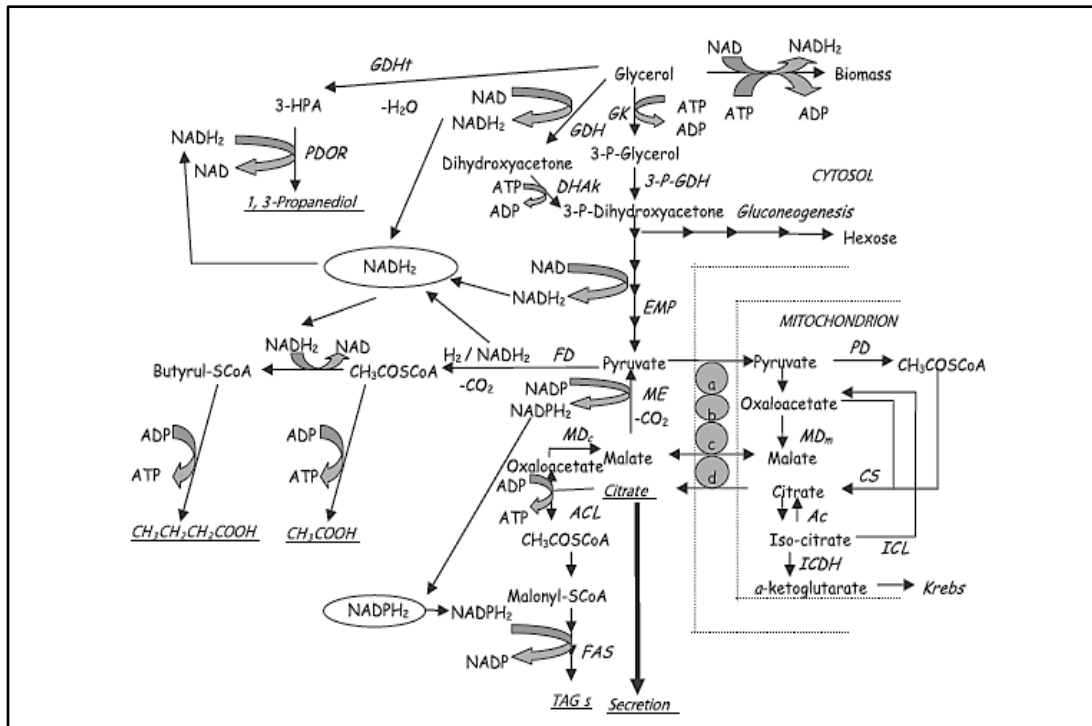 NAD NADH₂
GDHt Glycerol Biomass
3-HPA -H₂O NAD ATP ATP ADP
NADH₂ GK ADP
NADH₂ GDH
PDOR 3-P-Glycerol
NAD Dihydroxyacetone
ATP DHAk 3-P-GDH CYTOSOL
1, 3-Propanediol ADP 3-P-Dihydroxyacetone Gluconeogenesis
Hexose
NADH₂ NAD
NADH₂
EMP MITOCHONDRION
NADH₂ NAD H₂ / NADH₂ FD Pyruvate Pyruvate PD
Butyrul-SCoA CH₃COSCoA -CO₂ a CH₃COSCoA
NADP ME
NADPH₂ -CO₂ b Oxaloacetate
ADP ADP MDc c MDm
ATP ATP Oxaloacetate Malate Malate
ADP Citrate d Citrate CS
ATP ACL Ac
CH₃CH₂CH₂COOH CH₃COOH CH₃COSCoA Iso-citrate ICL
ICDH
Malonyl-SCoA a-ketoglutarate Krebs
NADPH₂ NADPH₂
NADP FAS
TAG s Secretion